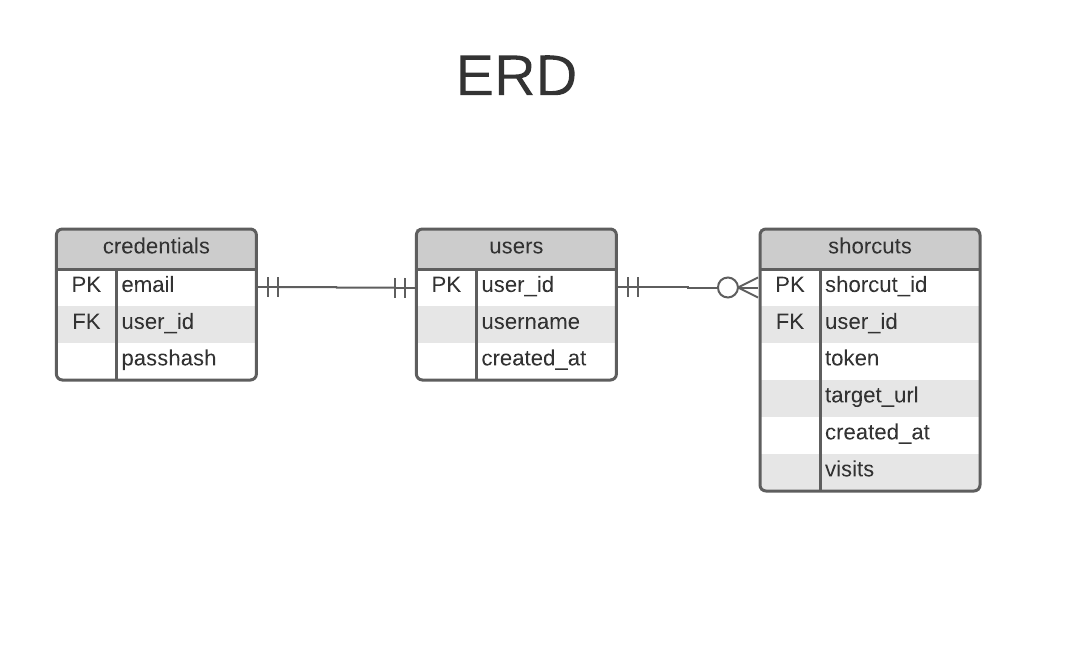 ERD
credentials
PK email
FK user_id
passhash
users
PK user_id
username
created_at
shorcuts
PK shorcut_id
FK user_id
token
target_url
created_at
visits